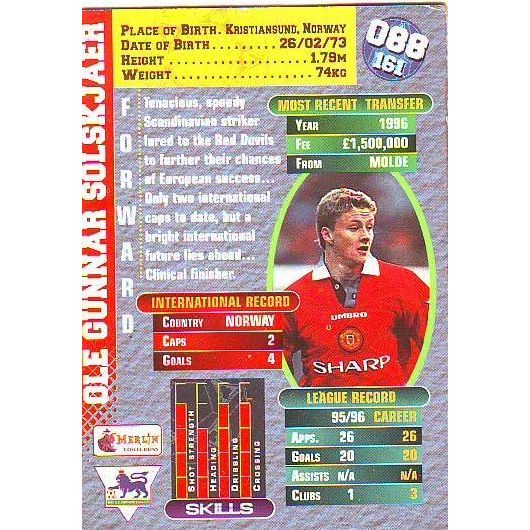 PLACE OF BIRTH. KRISTIANSUND, NORWAY
DATE OF BIRTH 26/02/73
HEIGHT 1.79M
WEIGHT 74KG
088
161
OLE GUNNAR SOLSKJAER
FORWARD
Tenacious, speedy
Scandinavian striker
lured to the Red Devils
to further their chances
of European success...
Only two international
caps to date, but a
bright international
future lies ahead...
Clinical finisher.
MOST RECENT TRANSFER
YEAR 1996
FEE £1,500,000
FROM MOLDE
UMBRO
SHARP
INTERNATIONAL RECORD
COUNTRY NORWAY
CAPS 2
GOALS 4
SHOT STRENGTH
HEADING
DRIBBLING
CROSSING
SKILLS
MERLIN
COLLECTIONS
LEAGUE RECORD
95/96 CAREER
APPS. 26 26
GOALS 20 20
ASSISTS N/A N/A
CLUBS 1 3